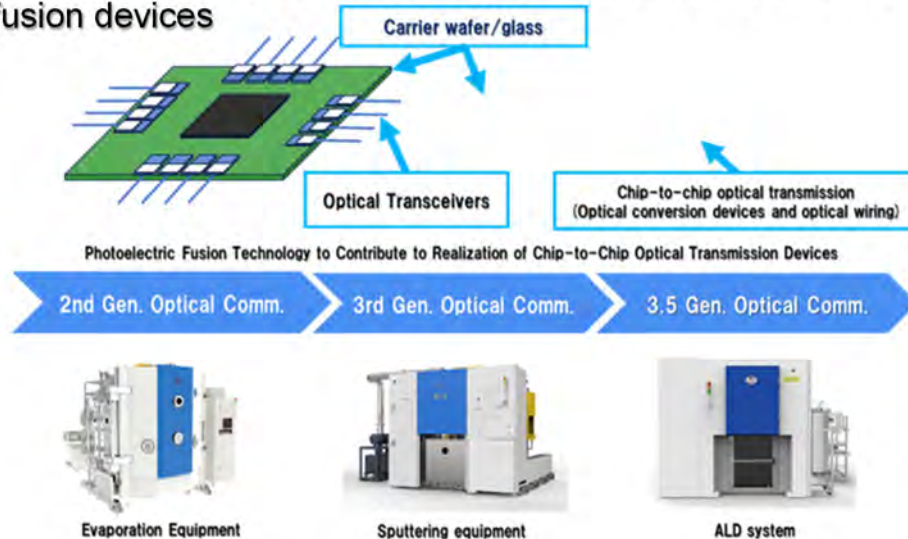 fusion devices
Carrier wafer/glass
Optical Transceivers
Chip-to-chip optical transmission
(Optical conversion devices and optical wiring)
Photoelectric Fusion Technology to Contribute to Realization of Chip-to-Chip Optical Transmission Devices
2nd Gen. Optical Comm.
3rd Gen. Optical Comm.
3.5 Gen. Optical Comm.
Evaporation Equipment
Sputtering equipment
ALD system